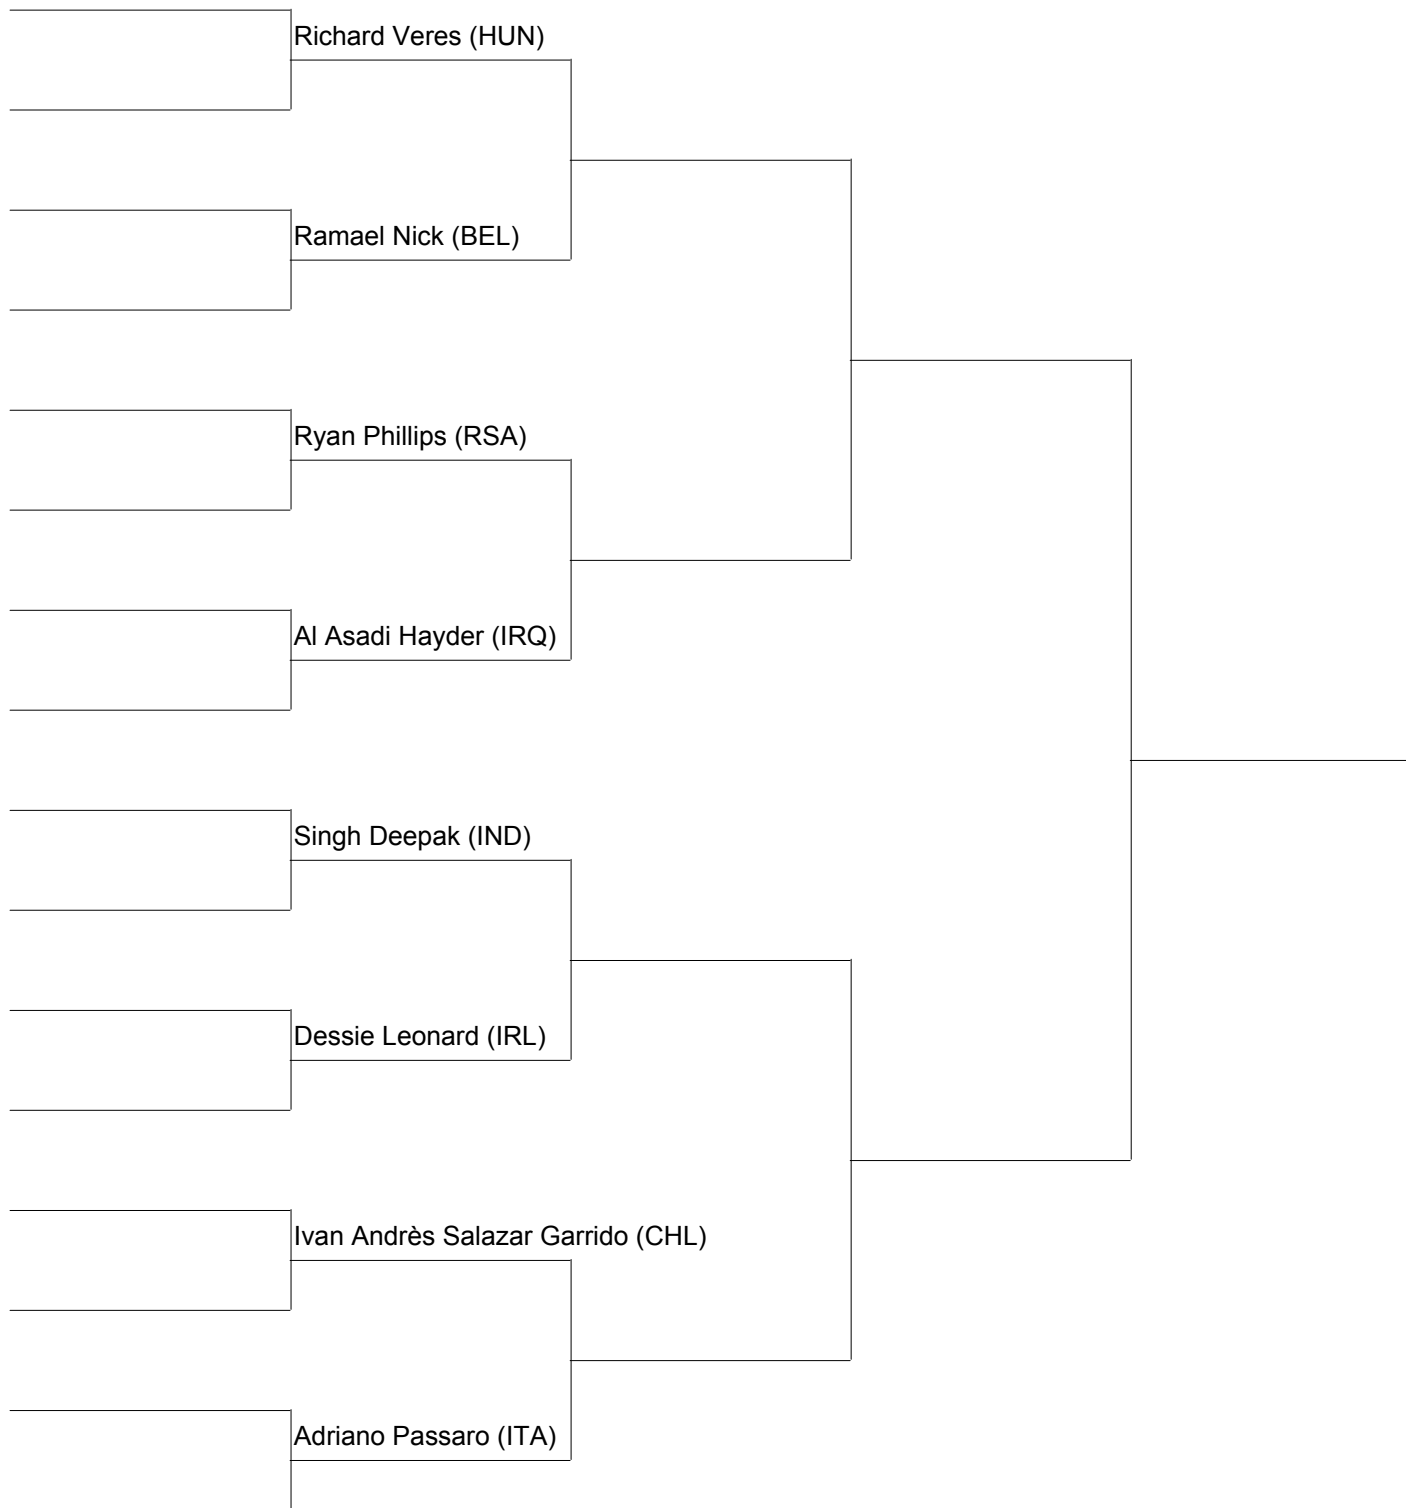 Richard Veres (HUN)
Ramael Nick (BEL)
Ryan Phillips (RSA)
Al Asadi Hayder (IRQ)
Singh Deepak (IND)
Dessie Leonard (IRL)
Ivan Andrès Salazar Garrido (CHL)
Adriano Passaro (ITA)